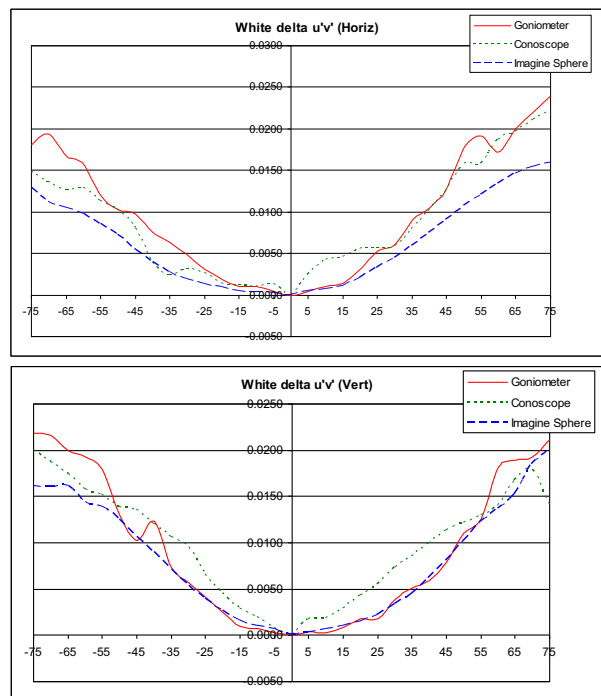 White delta u'v' (Horiz)
Goniometer
Conoscope
Imagine Sphere
0.0300
0.0250
0.0200
0.0150
0.0100
0.0050
0.0000
-0.0050
-75 -65 -55 -45 -35 -25 -15 -5 5 15 25 35 45 55 65 75
White delta u'v' (Vert)
Goniometer
Conoscope
Imagine Sphere
0.0250
0.0200
0.0150
0.0100
0.0050
0.0000
-0.0050
-75 -65 -55 -45 -35 -25 -15 -5 5 15 25 35 45 55 65 75